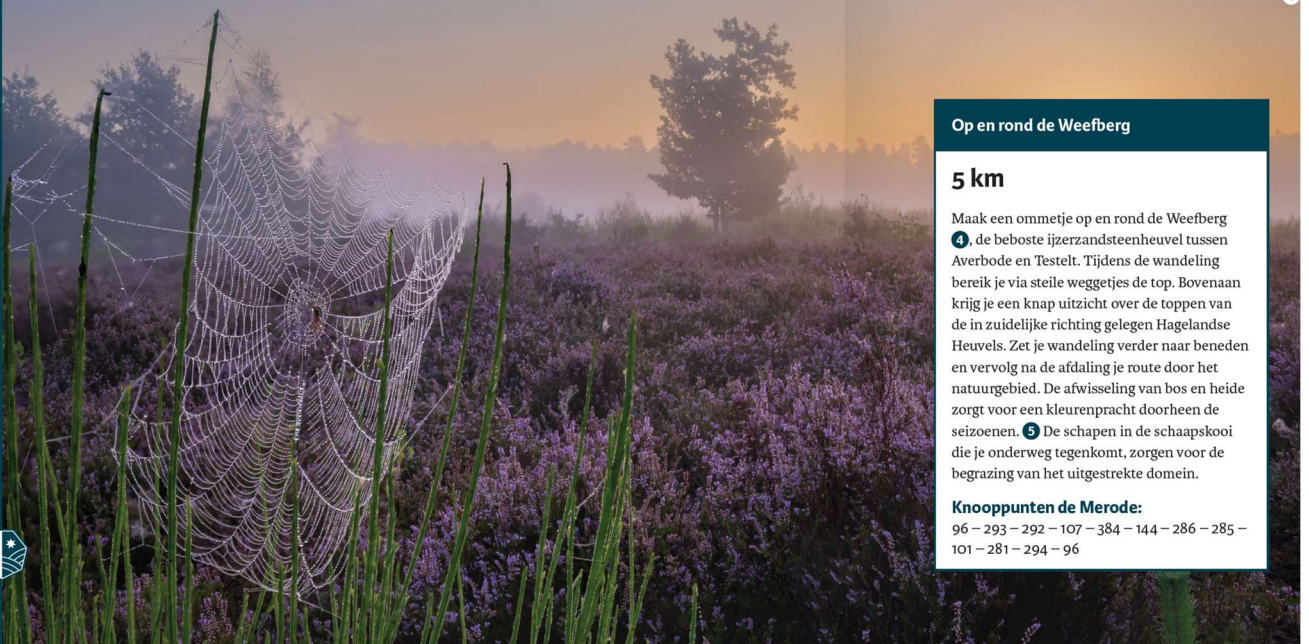 Op en rond de Weefberg
5 km
Maak een ommetje op en rond de Weefberg
4, de beboste ijzerzandsteenheuvel tussen
Averbode en Testelt. Tijdens de wandeling
bereik je via steile weggetjes de top. Bovenaan
krijg je een knap uitzicht over de toppen van
de in zuidelijke richting gelegen Hagelandse
Heuvels. Zet je wandeling verder naar beneden
en vervolg na de afdaling je route door het
natuurgebied. De afwisseling van bos en heide
zorgt voor een kleurenpracht doorheen de
seizoenen. 5 De schapen in de schaapskooi
die je onderweg tegenkomt, zorgen voor de
begrazing van het uitgestrekte domein.
Knooppunten de Merode:
96 – 293 – 292 – 107 – 384 – 144 – 286 – 285 –
101 – 281 – 294 – 96